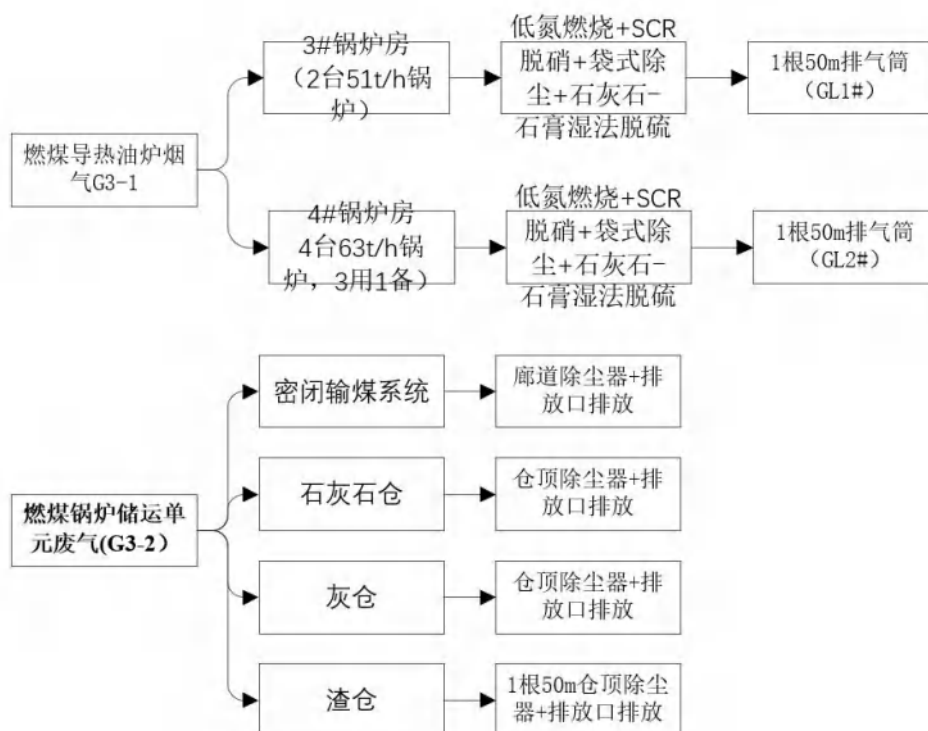 燃煤导热油炉烟
气G3-1
3#锅炉房
（2台51t/h锅
炉）
低氮燃烧+SCR
脱硝+袋式除
尘+石灰石-
石膏湿法脱硫
1根50m排气筒
（GL1#）
4#锅炉房
4台63t/h锅
炉，3用1备）
低氮燃烧+SCR
脱硝+袋式除
尘+石灰石-
石膏湿法脱硫
1根50m排气筒
（GL2#）
燃煤锅炉储运单
元废气(G3-2）
密闭输煤系统
廊道除尘器+排
放口排放
石灰石仓
仓顶除尘器+排
放口排放
灰仓
仓顶除尘器+排
放口排放
渣仓
1根50m仓顶除尘
器+排放口排放